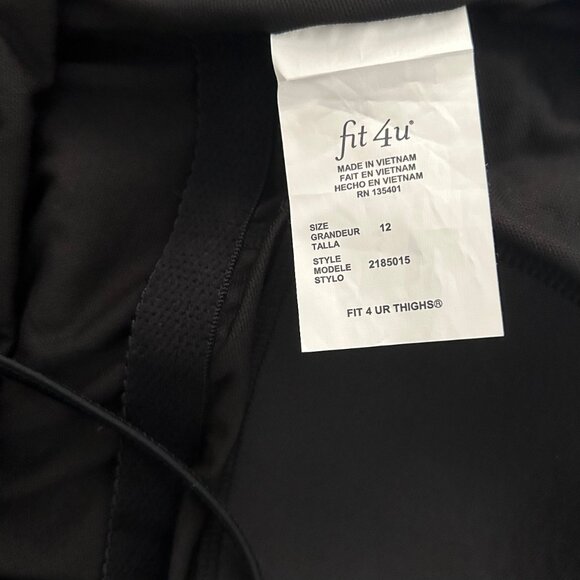 fit 4u®
MADE IN VIETNAM
FAIT EN VIETNAM
HECHO EN VIETNAM
RN 135401
SIZE
GRANDEUR 12
TALLA
STYLE
MODELE 2185015
STYLO
FIT 4 UR THIGHS®